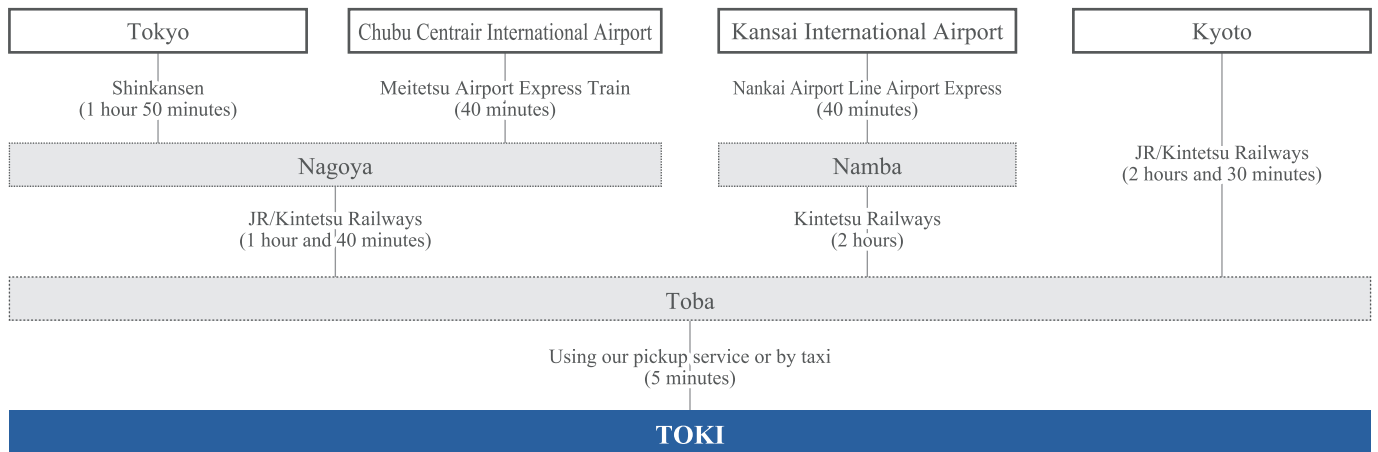 Tokyo
Chubu Centrair International Airport
Kansai International Airport
Kyoto
Shinkansen
(1 hour 50 minutes)
Meitetsu Airport Express Train
(40 minutes)
Nankai Airport Line Airport Express
(40 minutes)
JR/Kintetsu Railways
(2 hours and 30 minutes)
Nagoya
Namba
JR/Kintetsu Railways
(1 hour and 40 minutes)
Kintetsu Railways
(2 hours)
Toba
Using our pickup service or by taxi
(5 minutes)
TOKI